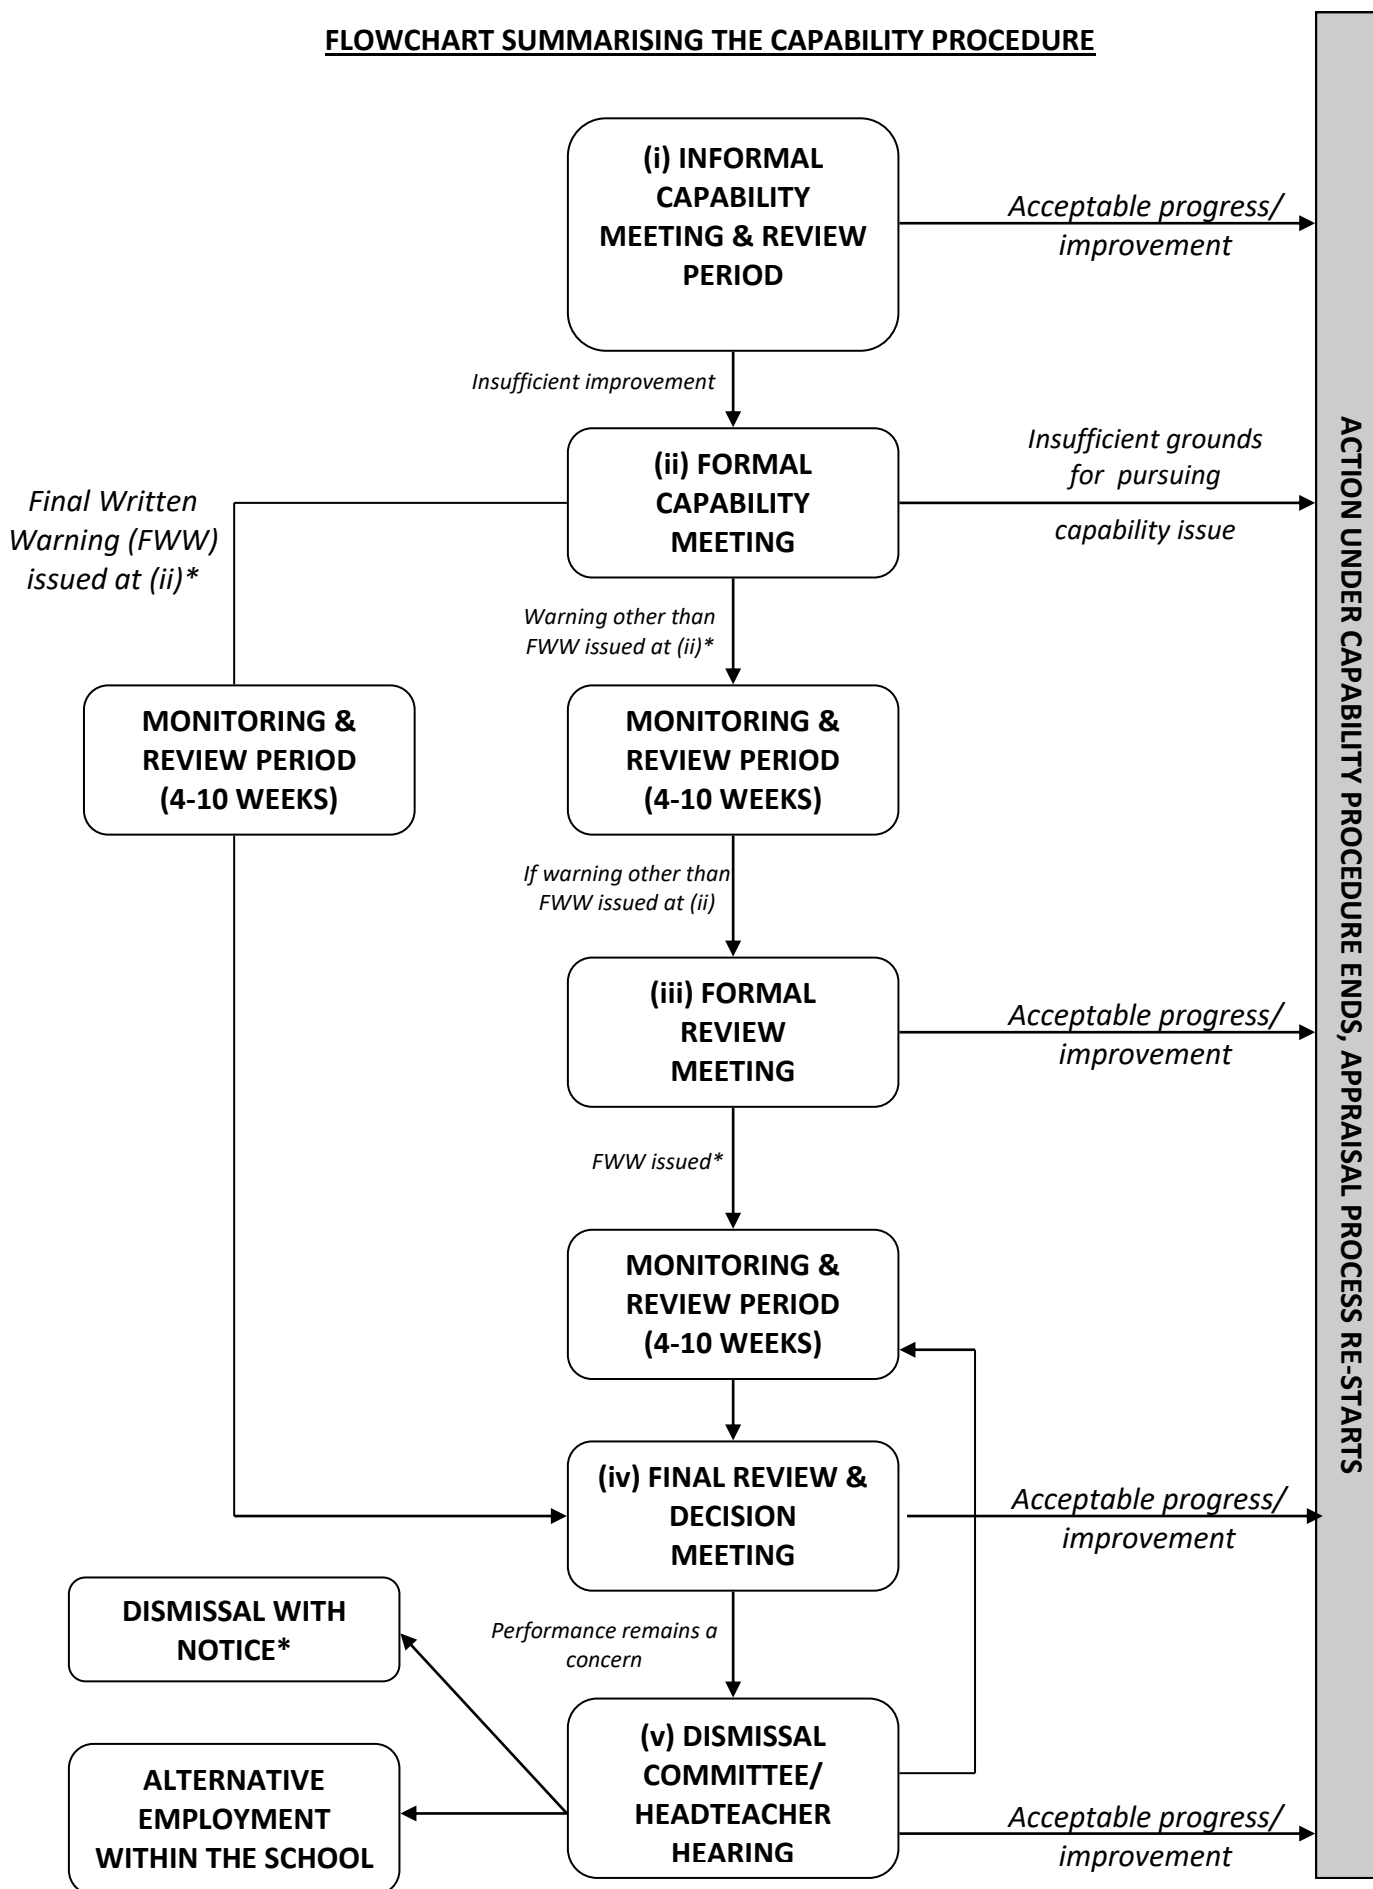 FLOWCHART SUMMARISING THE CAPABILITY PROCEDURE
(i) INFORMAL
CAPABILITY
MEETING & REVIEW
PERIOD
Acceptable progress/
improvement
Insufficient improvement
(ii) FORMAL
CAPABILITY
MEETING
Insufficient grounds
for pursuing
capability issue
Final Written
Warning (FWW)
issued at (ii)*
Warning other than
FWW issued at (ii)*
MONITORING &
REVIEW PERIOD
(4-10 WEEKS)
MONITORING &
REVIEW PERIOD
(4-10 WEEKS)
If warning other than
FWW issued at (ii)
(iii) FORMAL
REVIEW
MEETING
Acceptable progress/
improvement
FWW issued*
MONITORING &
REVIEW PERIOD
(4-10 WEEKS)
(iv) FINAL REVIEW &
DECISION
MEETING
Acceptable progress/
improvement
DISMISSAL WITH
NOTICE*
Performance remains a
concern
(v) DISMISSAL
COMMITTEE/
HEADTEACHER
HEARING
ALTERNATIVE
EMPLOYMENT
WITHIN THE SCHOOL
Acceptable progress/
improvement
ACTION UNDER CAPABILITY PROCEDURE ENDS, APPRAISAL PROCESS RE-STARTS